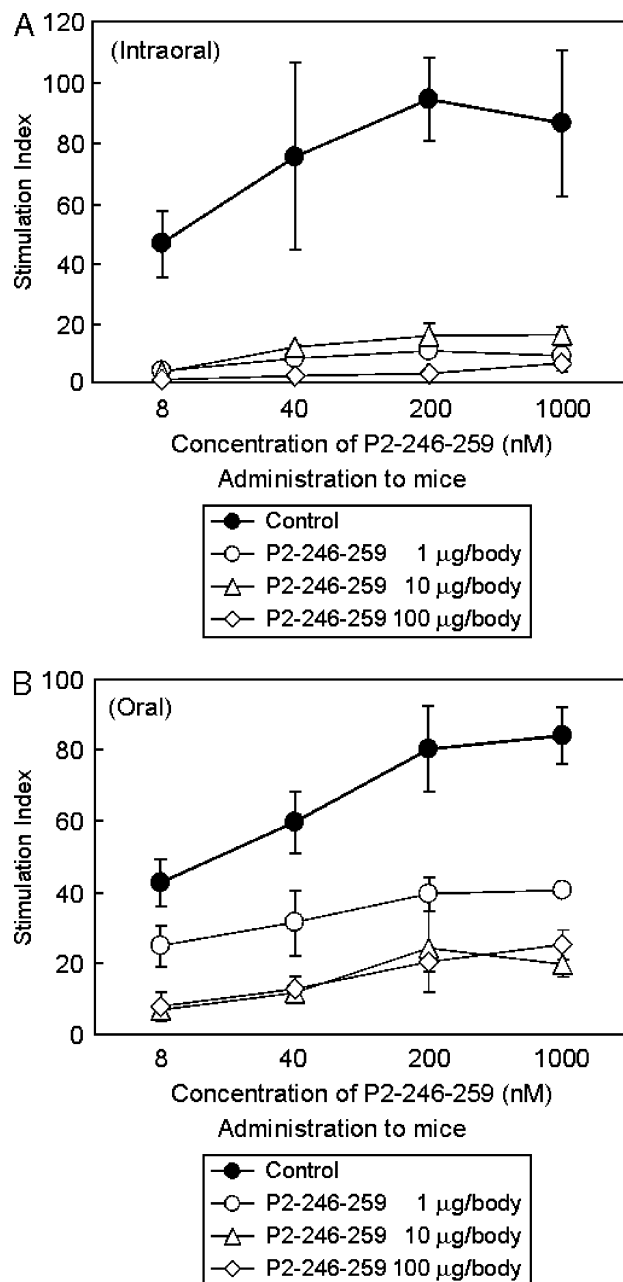 A
(Intraoral)
Stimulation Index
120
100
80
60
40
20
0
8 40 200 1000
Concentration of P2-246-259 (nM)
Administration to mice
Control
P2-246-259 1 μg/body
P2-246-259 10 μg/body
P2-246-259 100 μg/body
B
(Oral)
Stimulation Index
100
80
60
40
20
0
8 40 200 1000
Concentration of P2-246-259 (nM)
Administration to mice
Control
P2-246-259 1 μg/body
P2-246-259 10 μg/body
P2-246-259 100 μg/body